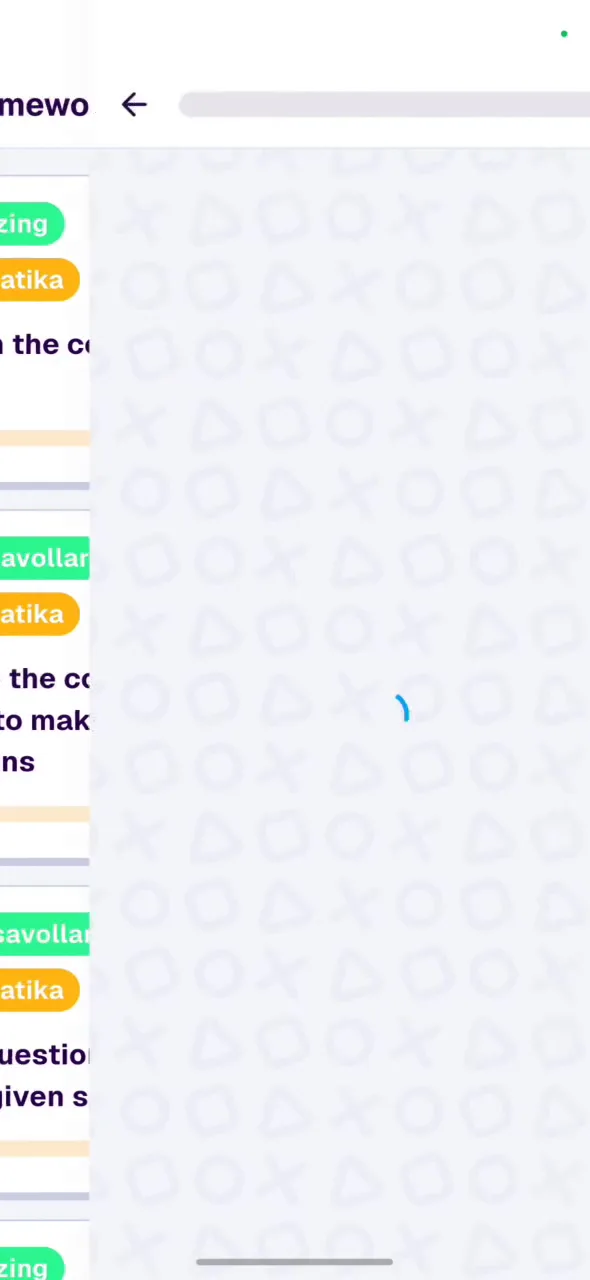 mewo
zing
atika
the co
avollar
atika
the co
to mak
ns
savollar
atika
uestion
given s
zing